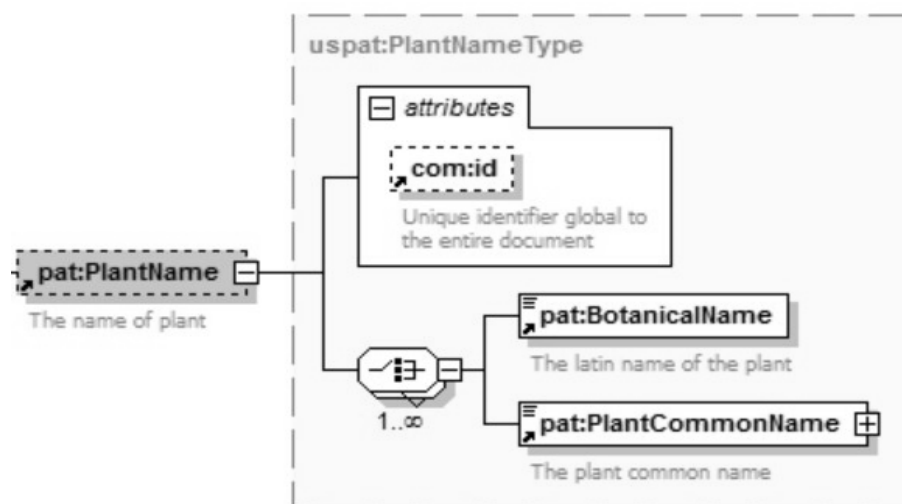 uspat:PlantNameType
attributes
com:id
Unique identifier global to
the entire document
pat:PlantName
The name of plant
pat:BotanicalName
The latin name of the plant
1..∞
pat:PlantCommonName
The plant common name